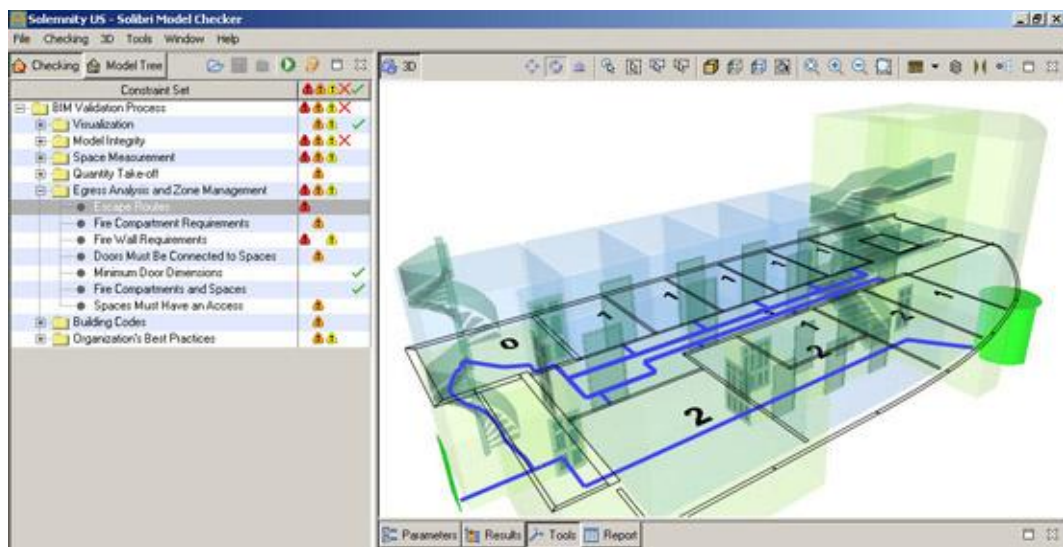 Solemnity US - Solibri Model Checker
File Checking 3D Tools Window Help
Checking Model Tree
3D
Constraint Set
BIM Validation Process
Visualization
Model Integrity
Space Measurement
Quantity Take-off
Egress Analysis and Zone Management
Escape Routes
Fire Compartment Requirements
Fire Wall Requirements
Doors Must Be Connected to Spaces
Minimum Door Dimensions
Fire Compartments and Spaces
Spaces Must Have an Access
Building Codes
Organization's Best Practices
1 1 1 1 1
0 1 2 2
2
Parameters Results Tools Report